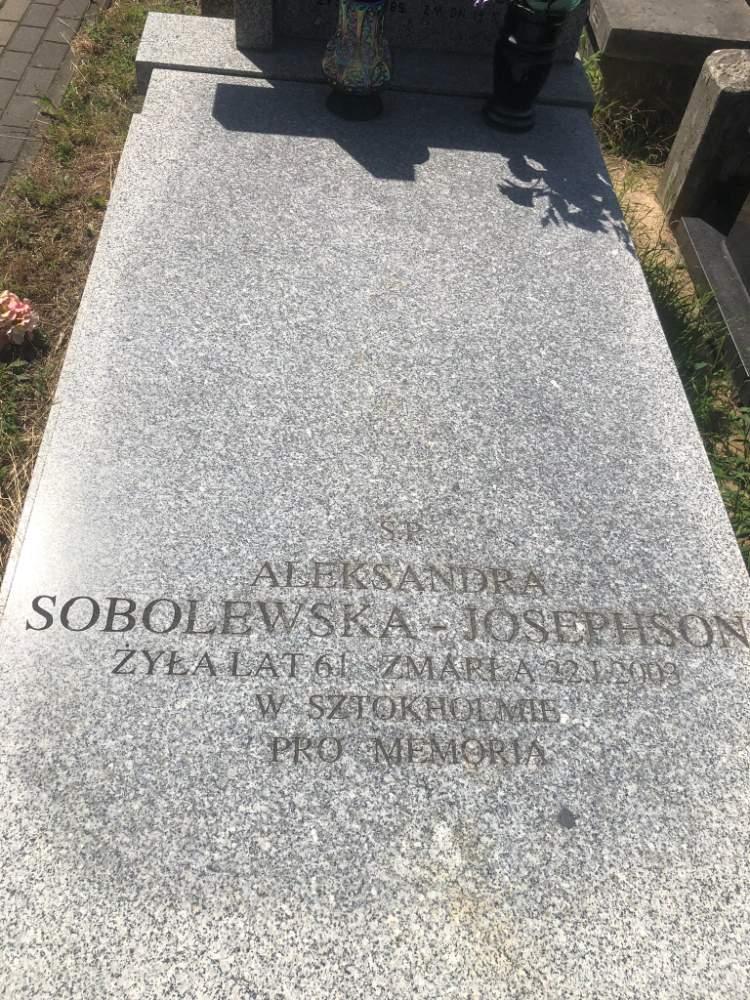 Ś.P.
ALEKSANDRA
SOBOLEWSKA - JOSEPHSON
ŻYŁA LAT 61 ZMARŁA 22.I.2003
W SZTOKHOLMIE
PRO MEMORIA